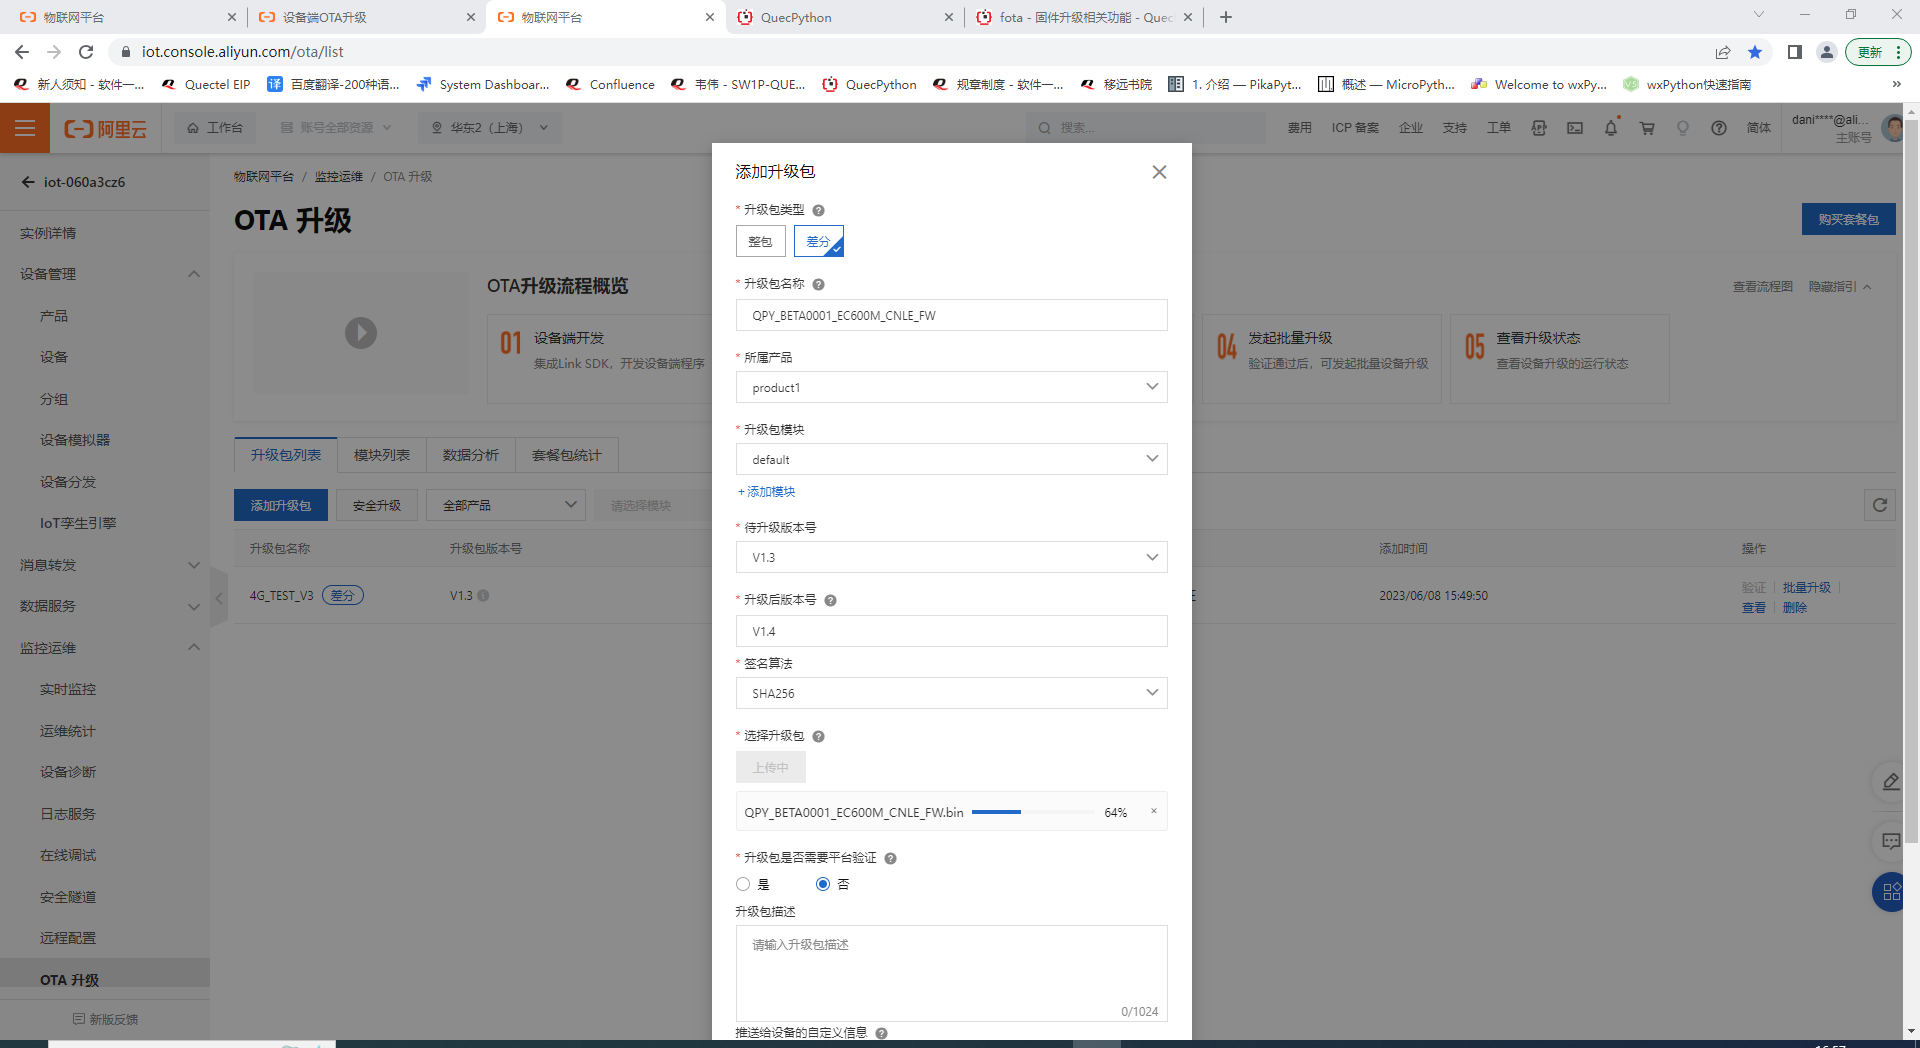 物联网平台
设备端OTA升级
物联网平台
QuecPython
fota - 固件升级相关功能 - Quec
iot.console.aliyun.com/ota/list
更新
新人须知 - 软件一...
Quectel EIP
译 百度翻译-200种语...
System Dashboar...
Confluence
韦伟 - SW1P-QUE...
QuecPython
规章制度 - 软件一...
移远书院
1. 介绍 — PikaPyt...
概述 — MicroPyth...
Welcome to wxPy...
wxPython快速指南
»
阿里云
工作台
账号全部资源
华东2（上海）
搜索...
费用
ICP 备案
企业
支持
工单
简体
dani****@ali...
主账号
iot-060a3cz6
实例详情
设备管理
产品
设备
分组
设备模拟器
设备分发
IoT孪生引擎
消息转发
数据服务
监控运维
实时监控
运维统计
设备诊断
日志服务
在线调试
安全隧道
远程配置
OTA 升级
新版反馈
物联网平台 / 监控运维 / OTA 升级
OTA 升级
购买套餐包
OTA升级流程概览
查看流程图
隐藏指引
01 设备端开发
集成Link SDK，开发设备端程序
04 发起批量升级
验证通过后，可发起批量设备升级
05 查看升级状态
查看设备升级的运行状态
升级包列表
模块列表
数据分析
套餐包统计
添加升级包
安全升级
全部产品
请选择模块
升级包名称
升级包版本号
添加时间
操作
4G_TEST_V3 差分
V1.3
2023/06/08 15:49:50
验证
批量升级
查看
删除
添加升级包
* 升级包类型
整包
差分
* 升级包名称
QPY_BETA0001_EC600M_CNLE_FW
* 所属产品
product1
* 升级包模块
default
+ 添加模块
* 待升级版本号
V1.3
* 升级后版本号
V1.4
* 签名算法
SHA256
* 选择升级包
上传中
QPY_BETA0001_EC600M_CNLE_FW.bin 64%
* 升级包是否需要平台验证
是
否
升级包描述
请输入升级包描述
0/1024
推送给设备的自定义信息